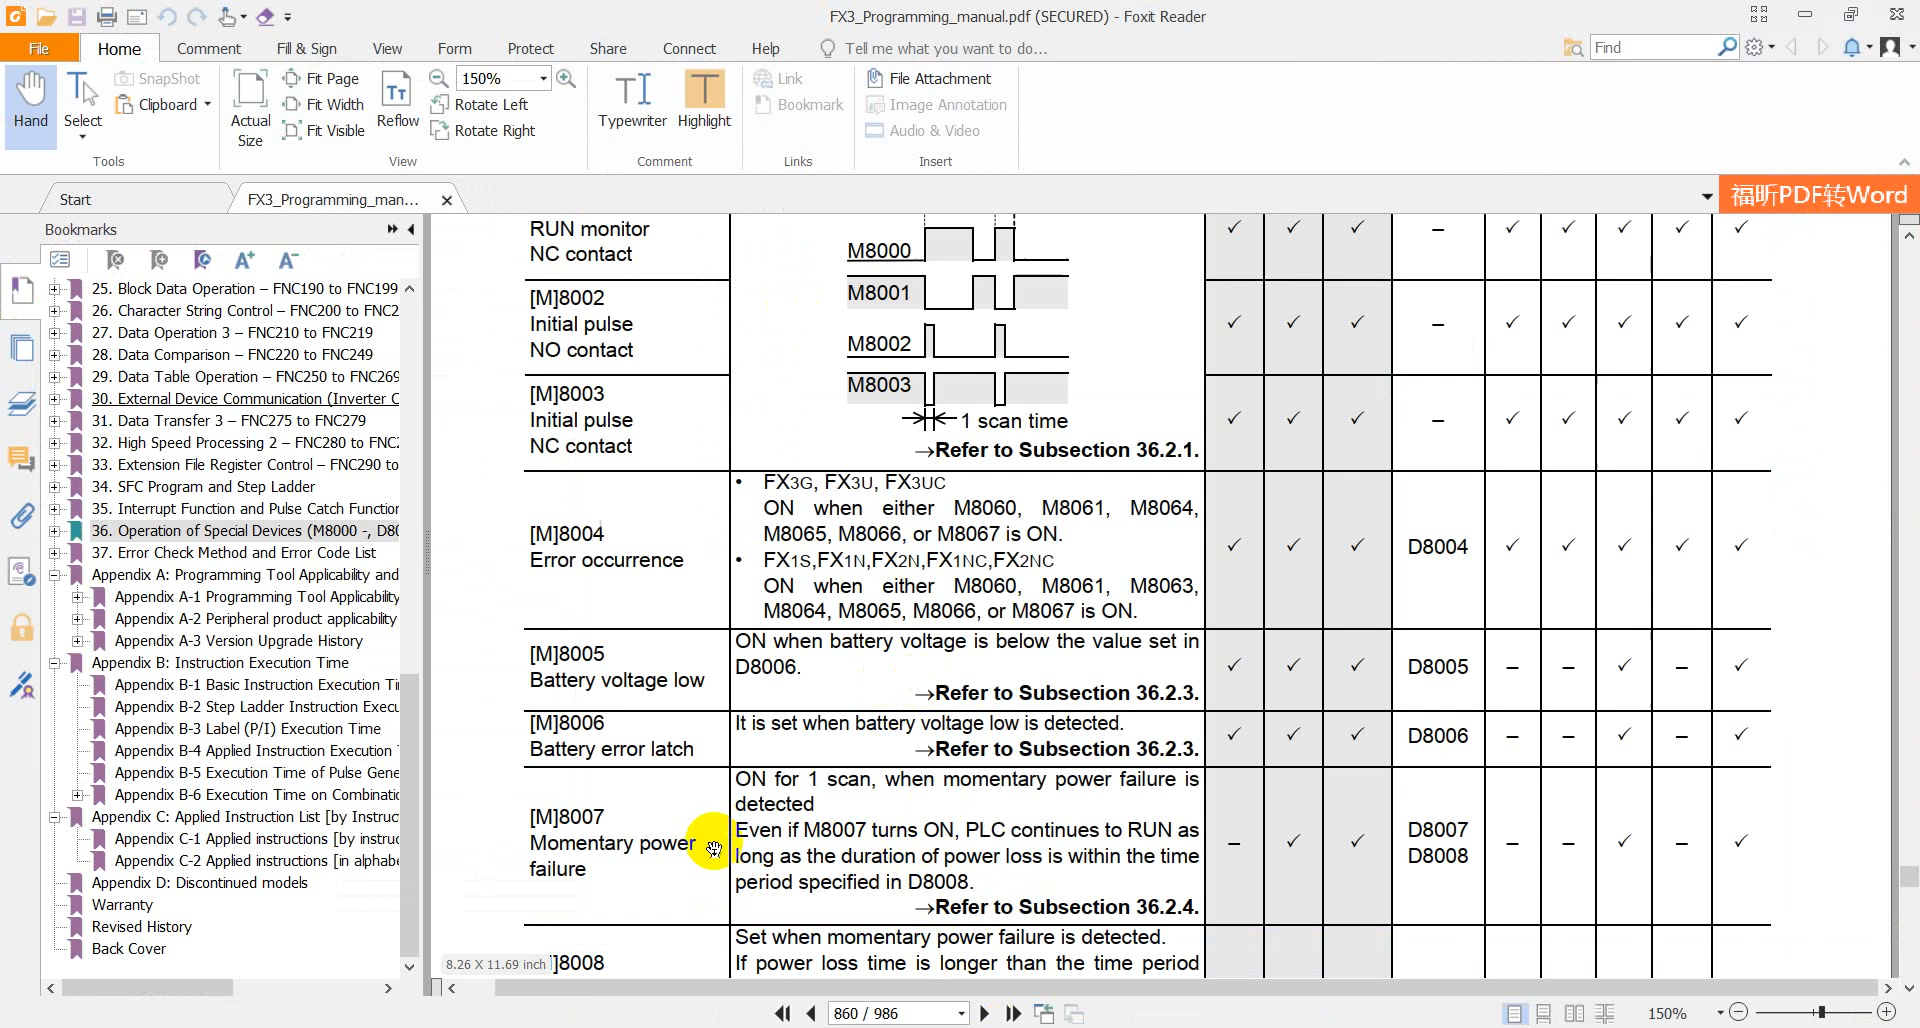 FX3_Programming_manual.pdf (SECURED) - Foxit Reader
File Home Comment Fill & Sign View Form Protect Share Connect Help Tell me what you want to do... Find
Hand
Select
SnapShot
Clipboard
Tools
Actual
Size
Fit Page
Fit Width
Fit Visible
Reflow
150%
Rotate Left
Rotate Right
View
Typewriter
Highlight
Comment
Link
Bookmark
Links
File Attachment
Image Annotation
Audio & Video
Insert
Start
FX3_Programming_man...
福昕PDF转Word
Bookmarks
25. Block Data Operation – FNC190 to FNC199
26. Character String Control – FNC200 to FNC2
27. Data Operation 3 – FNC210 to FNC219
28. Data Comparison – FNC220 to FNC249
29. Data Table Operation – FNC250 to FNC269
30. External Device Communication (Inverter C
31. Data Transfer 3 – FNC275 to FNC279
32. High Speed Processing 2 – FNC280 to FNC2
33. Extension File Register Control – FNC290 to
34. SFC Program and Step Ladder
35. Interrupt Function and Pulse Catch Function
36. Operation of Special Devices (M8000 -, D80
37. Error Check Method and Error Code List
Appendix A: Programming Tool Applicability and
Appendix A-1 Programming Tool Applicability
Appendix A-2 Peripheral product applicability
Appendix A-3 Version Upgrade History
Appendix B: Instruction Execution Time
Appendix B-1 Basic Instruction Execution Ti
Appendix B-2 Step Ladder Instruction Execu
Appendix B-3 Label (P/I) Execution Time
Appendix B-4 Applied Instruction Execution T
Appendix B-5 Execution Time of Pulse Gene
Appendix B-6 Execution Time on Combinatio
Appendix C: Applied Instruction List [by Instruc
Appendix C-1 Applied instructions [by instruc
Appendix C-2 Applied instructions [in alphabe
Appendix D: Discontinued models
Warranty
Revised History
Back Cover
RUN monitor
NC contact
M8000
M8001
M8002
M8003
1 scan time
→Refer to Subsection 36.2.1.
✓ ✓ ✓ – ✓ ✓ ✓ ✓ ✓
[M]8002
Initial pulse
NO contact
✓ ✓ ✓ – ✓ ✓ ✓ ✓ ✓
[M]8003
Initial pulse
NC contact
✓ ✓ ✓ – ✓ ✓ ✓ ✓ ✓
[M]8004
Error occurrence
• FX3G, FX3U, FX3UC
ON when either M8060, M8061, M8064,
M8065, M8066, or M8067 is ON.
• FX1S,FX1N,FX2N,FX1NC,FX2NC
ON when either M8060, M8061, M8063,
M8064, M8065, M8066, or M8067 is ON.
✓ ✓ ✓ D8004 ✓ ✓ ✓ ✓ ✓
[M]8005
Battery voltage low
ON when battery voltage is below the value set in
D8006.
→Refer to Subsection 36.2.3.
✓ ✓ ✓ D8005 – – ✓ – ✓
[M]8006
Battery error latch
It is set when battery voltage low is detected.
→Refer to Subsection 36.2.3.
✓ ✓ ✓ D8006 – – ✓ – ✓
[M]8007
Momentary power
failure
ON for 1 scan, when momentary power failure is
detected
Even if M8007 turns ON, PLC continues to RUN as
long as the duration of power loss is within the time
period specified in D8008.
→Refer to Subsection 36.2.4.
– ✓ ✓ D8007
D8008 – – ✓ – ✓
]8008
Set when momentary power failure is detected.
If power loss time is longer than the time period
8.26 X 11.69 inch
860 / 986
150%